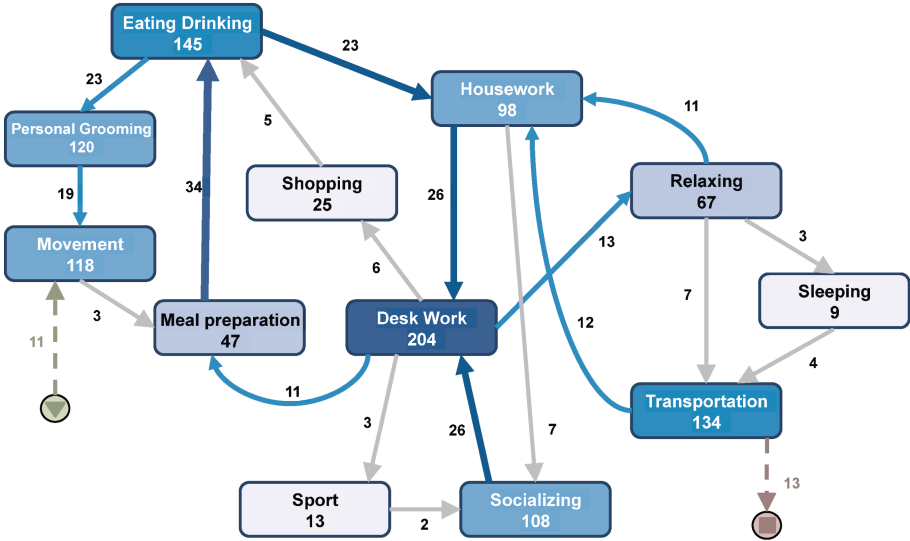 Eating Drinking
145
23
Housework
98
23
11
Personal Grooming
120
5
Shopping
25
34
26
Relaxing
67
19
Movement
118
13
3
6
7
Sleeping
9
3
Meal preparation
47
Desk Work
204
12
11
4
11
Transportation
134
3
26
7
13
Sport
13
2
Socializing
108